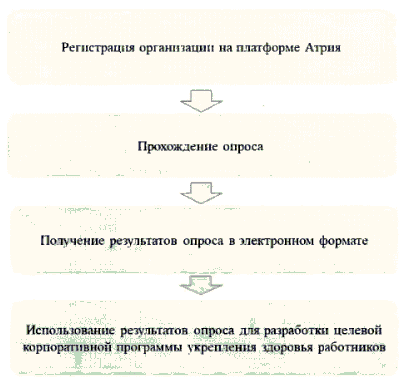 Регистрация организации на платформе Атрия
Прохождение опроса
Получение результатов опроса в электронном формате
Использование результатов опроса для разработки целевой
корпоративной программы укрепления здоровья работников